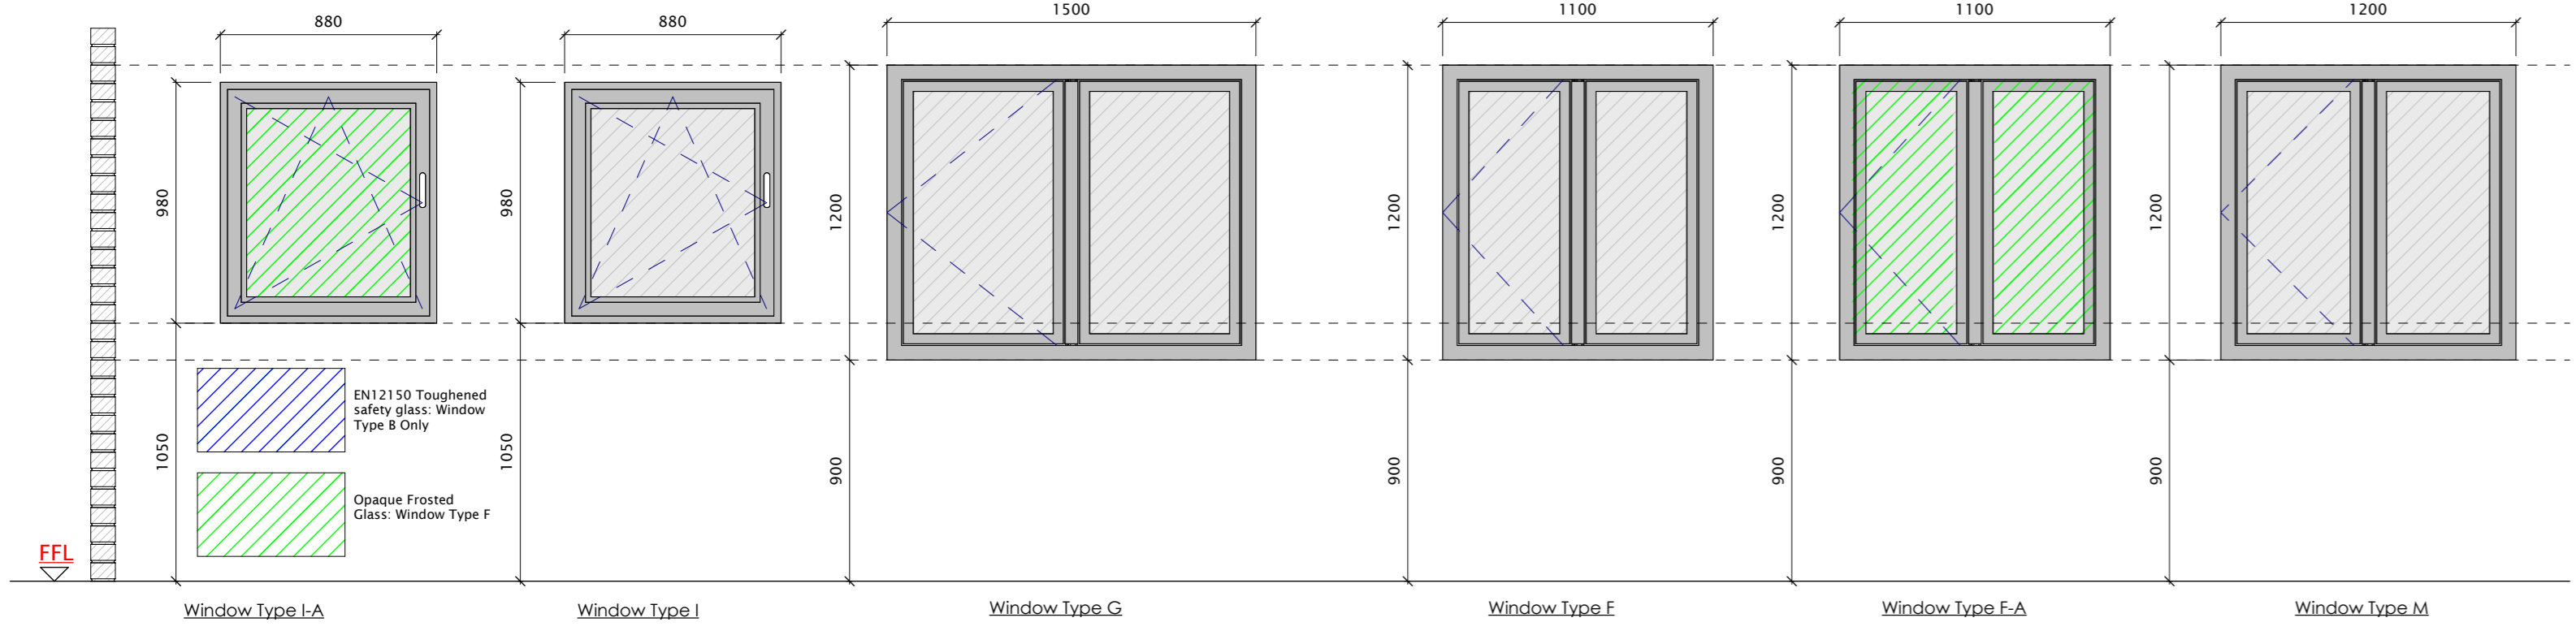 880
880
1500
1100
1100
1200
980
980
1200
1200
1200
1200
EN12150 Toughened
safety glass: Window
Type B Only
1050
1050
900
900
900
900
Opaque Frosted
Glass: Window Type F
FFL
Window Type I-A
Window Type I
Window Type G
Window Type F
Window Type F-A
Window Type M